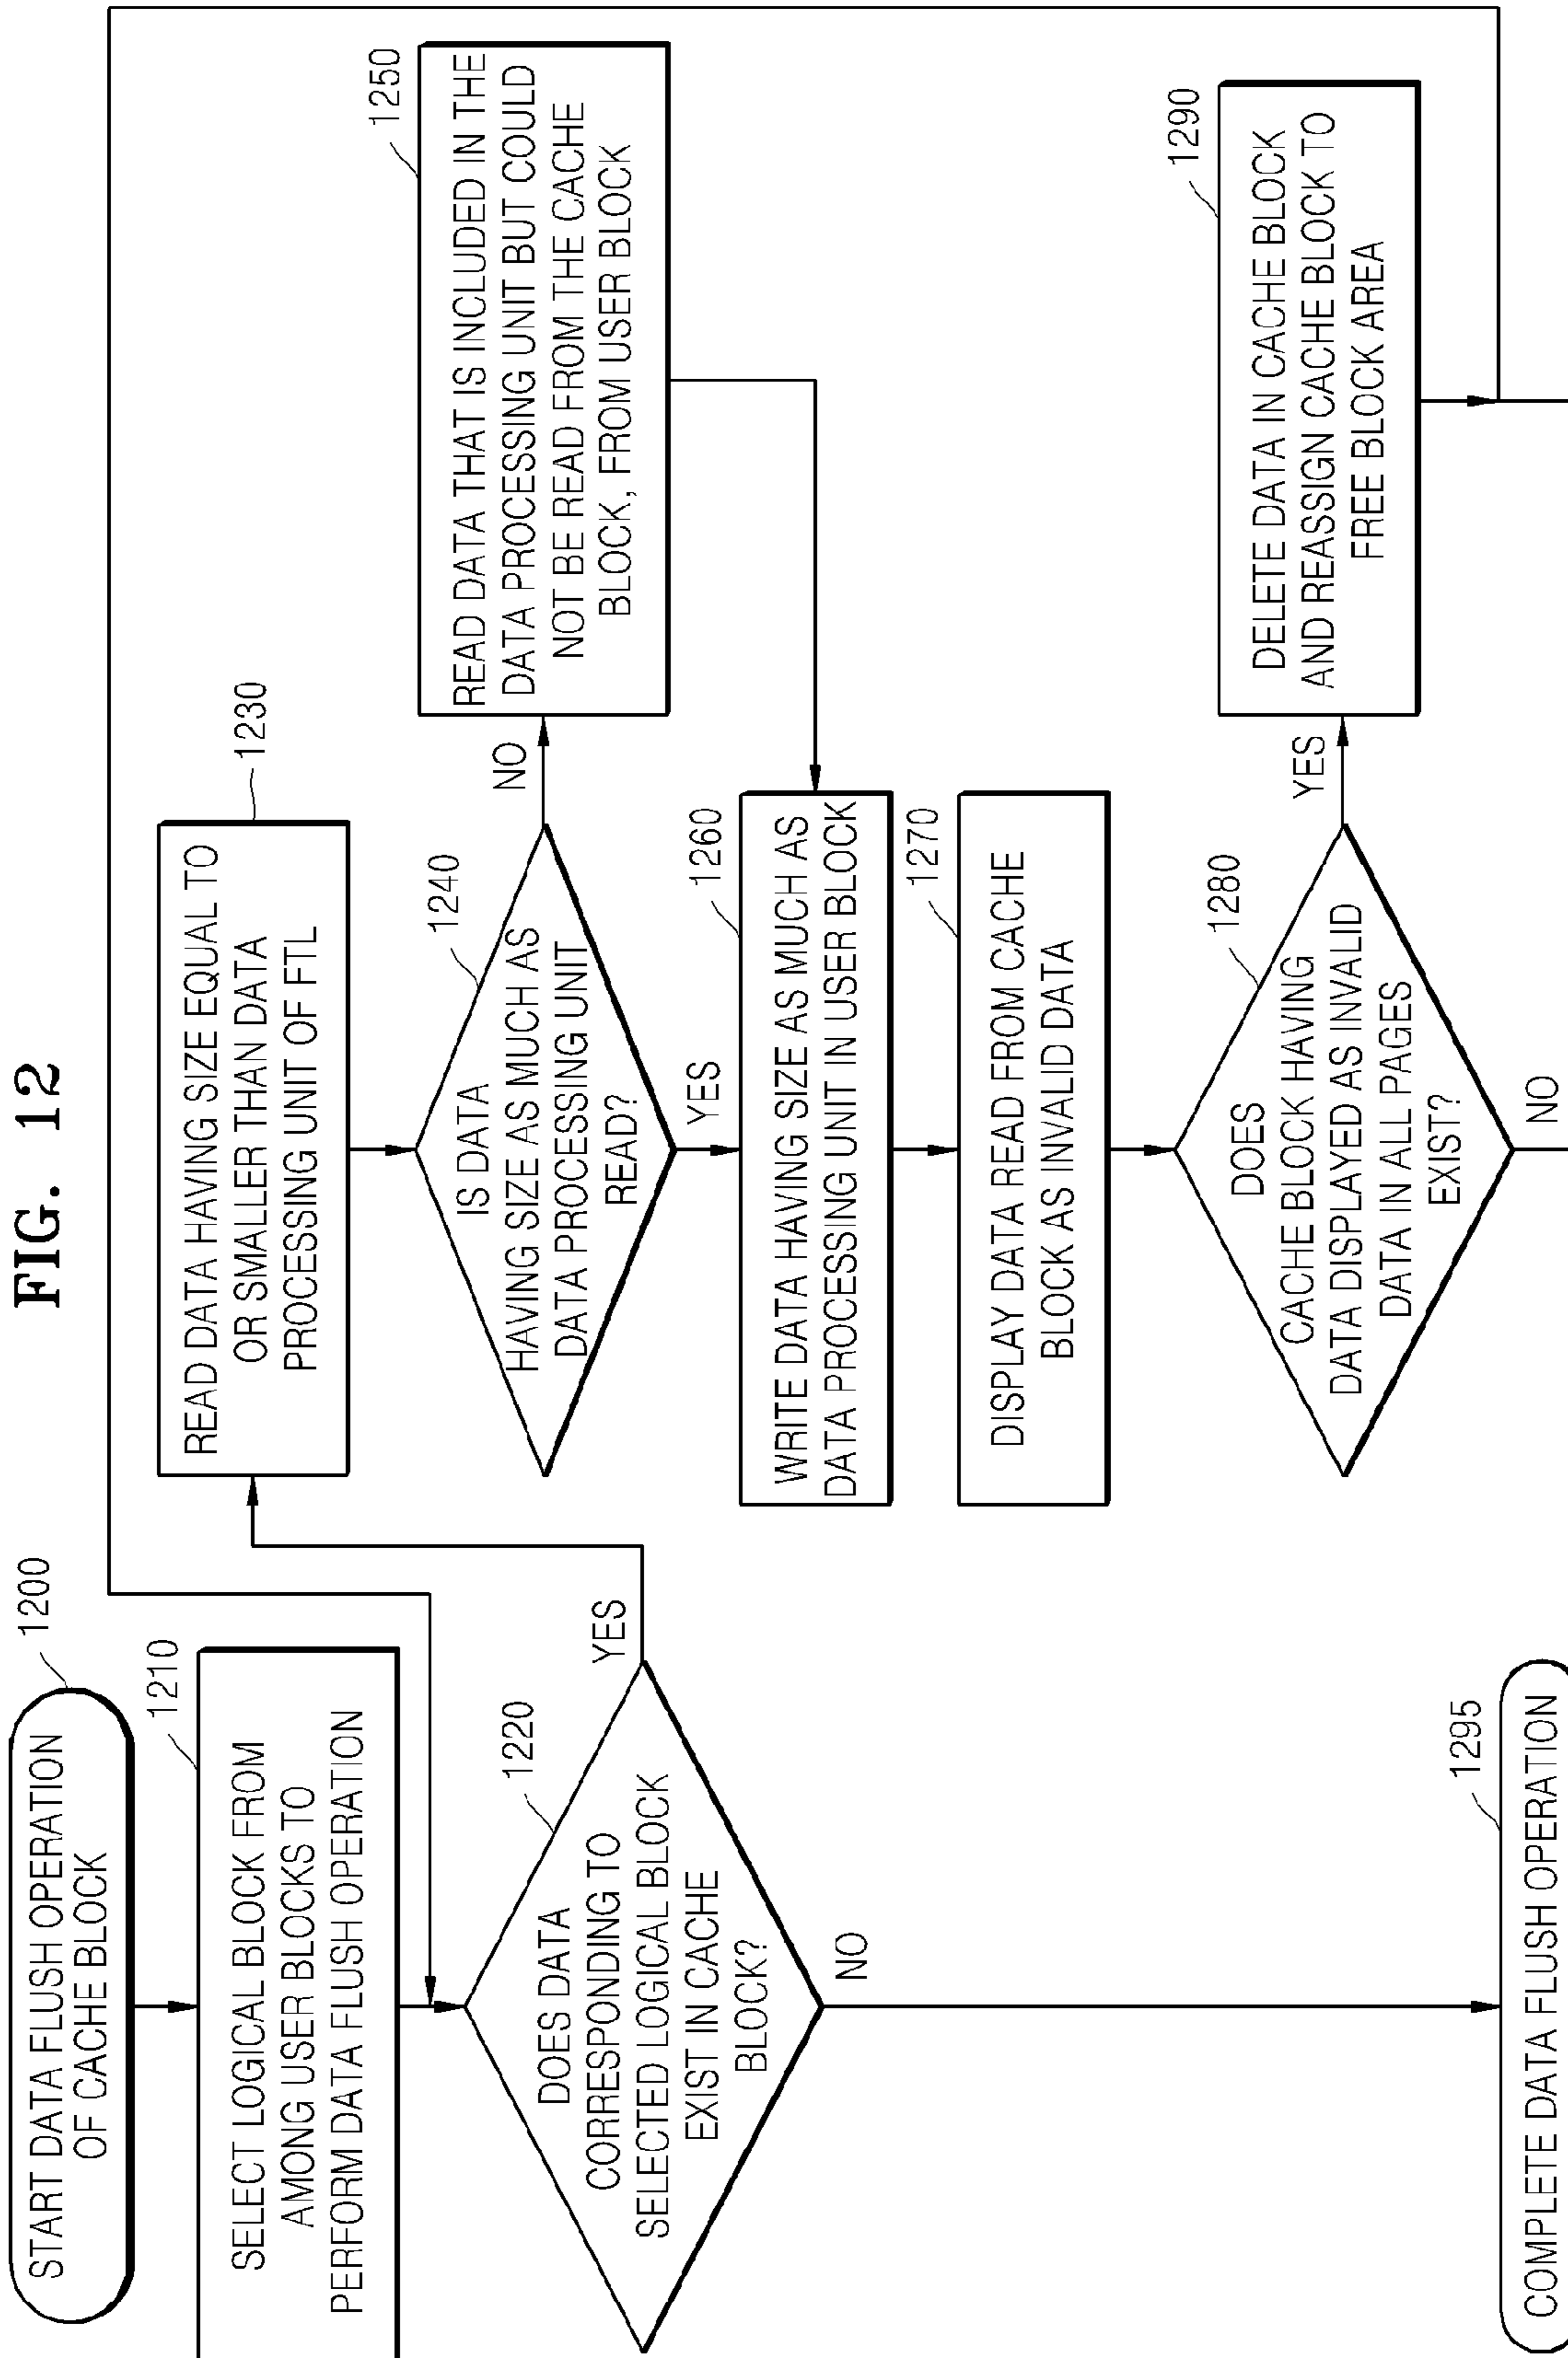 FIG. 12
START DATA FLUSH OPERATION
OF CACHE BLOCK
1200
SELECT LOGICAL BLOCK FROM
AMONG USER BLOCKS TO
PERFORM DATA FLUSH OPERATION
1210
DOES DATA
CORRESPONDING TO
SELECTED LOGICAL BLOCK
EXIST IN CACHE
BLOCK?
1220
YES
NO
READ DATA HAVING SIZE EQUAL TO
OR SMALLER THAN DATA
PROCESSING UNIT OF FTL
1230
IS DATA
HAVING SIZE AS MUCH AS
DATA PROCESSING UNIT
READ?
1240
NO
YES
READ DATA THAT IS INCLUDED IN THE
DATA PROCESSING UNIT BUT COULD
NOT BE READ FROM THE CACHE
BLOCK, FROM USER BLOCK
1250
WRITE DATA HAVING SIZE AS MUCH AS
DATA PROCESSING UNIT IN USER BLOCK
1260
DISPLAY DATA READ FROM CACHE
BLOCK AS INVALID DATA
1270
DOES
CACHE BLOCK HAVING
DATA DISPLAYED AS INVALID
DATA IN ALL PAGES
EXIST?
1280
YES
NO
DELETE DATA IN CACHE BLOCK
AND REASSIGN CACHE BLOCK TO
FREE BLOCK AREA
1290
COMPLETE DATA FLUSH OPERATION
1295